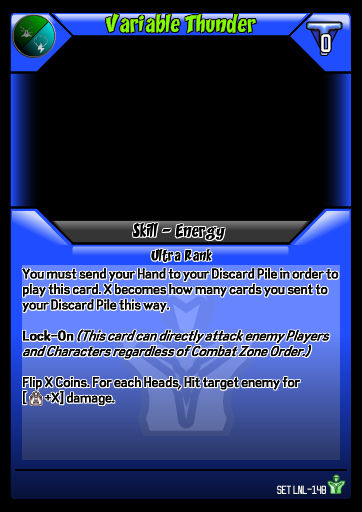 Variable Thunder
0
Skill - Energy
Ultra Rank
You must send your Hand to your Discard Pile in order to
play this card. X becomes how many cards you sent to
your Discard Pile this way.
Lock-On (This card can directly attack enemy Players
and Characters regardless of Combat Zone Order.)
Flip X Coins. For each Heads, Hit target enemy for
[+X] damage.
SET LNL-148